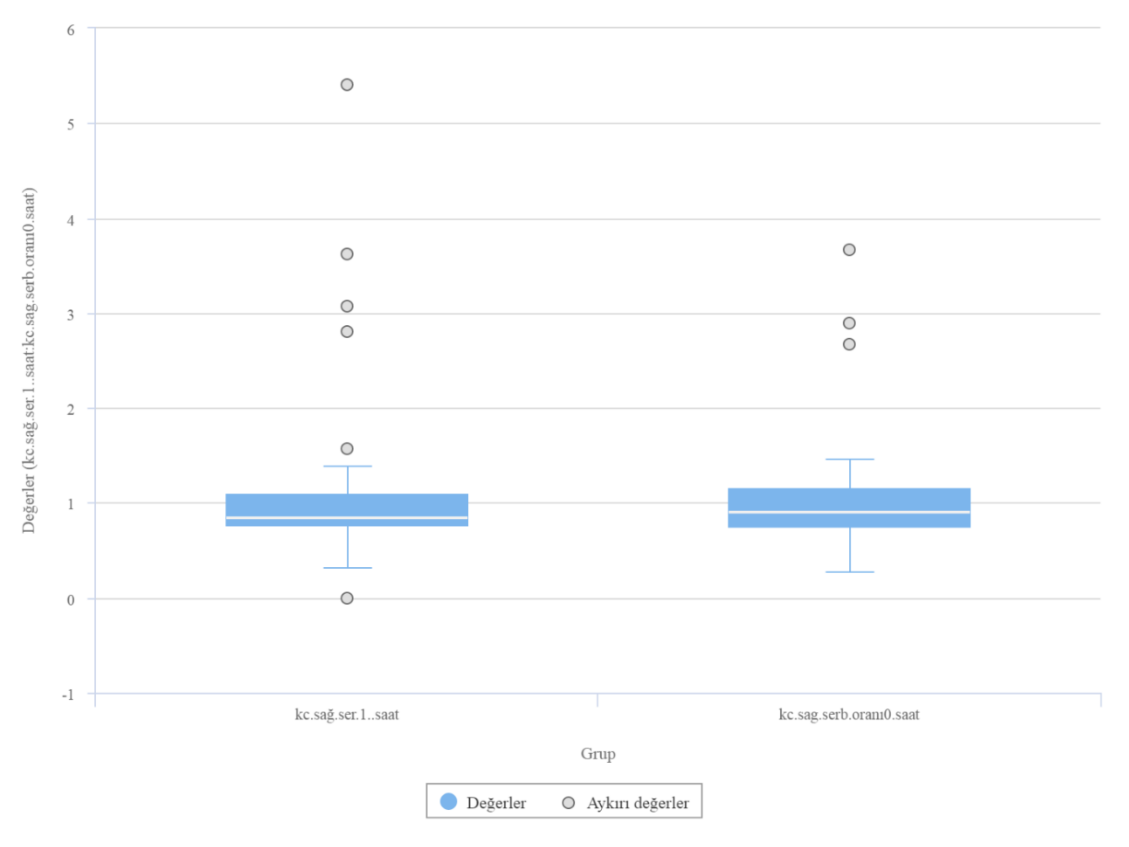 6
5
4
3
2
1
0
-1
Değerler (kc.sağ.ser.1..saat:kc.sag.serb.oranı0.saat)
kc.sağ.ser.1..saat
kc.sag.serb.oranı0.saat
Grup
Değerler
Aykırı değerler